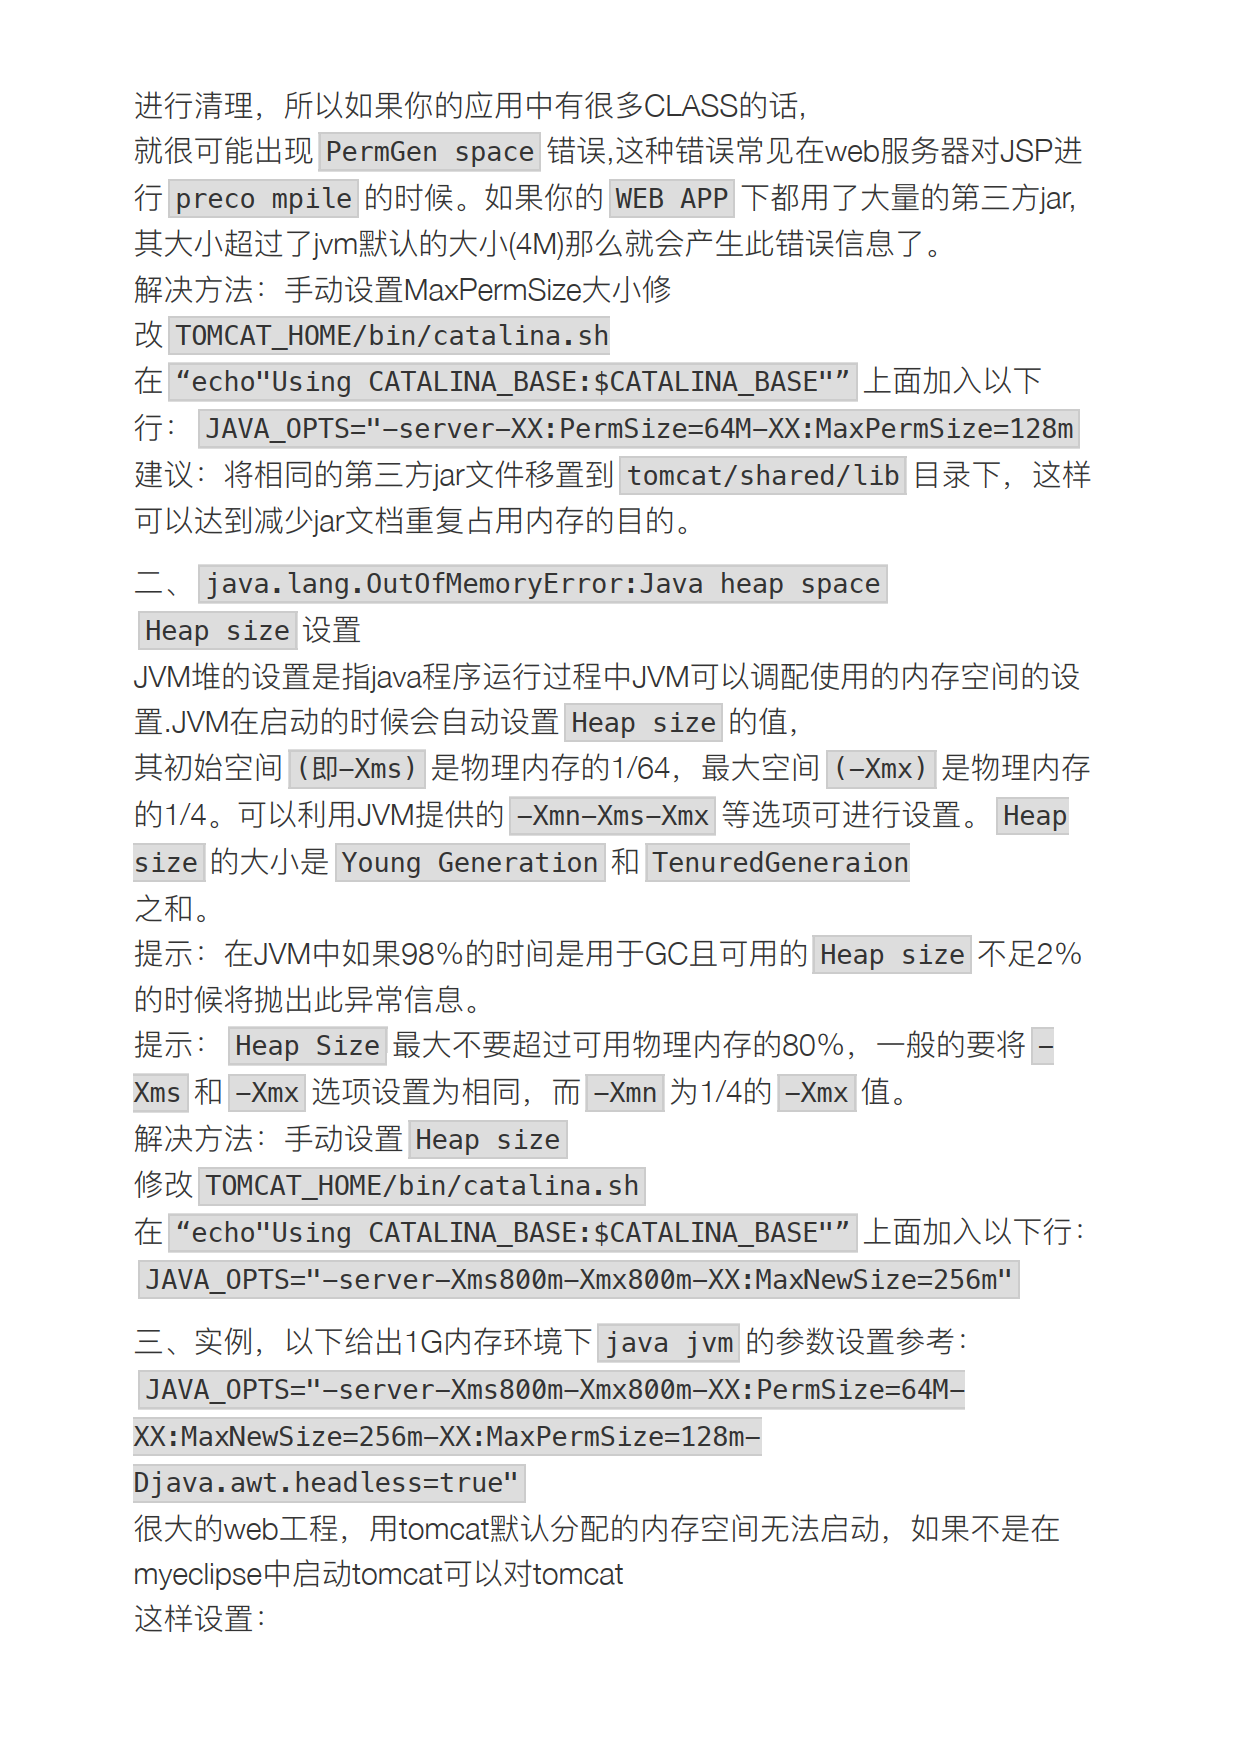 进行清理，所以如果你的应用中有很多CLASS的话,
就很可能出现 PermGen space 错误,这种错误常见在web服务器对JSP进
行 preco mpile 的时候。如果你的 WEB APP 下都用了大量的第三方jar,
其大小超过了jvm默认的大小(4M)那么就会产生此错误信息了。
解决方法：手动设置MaxPermSize大小修
改 TOMCAT_HOME/bin/catalina.sh
在 “echo"Using CATALINA_BASE:$CATALINA_BASE"” 上面加入以下
行： JAVA_OPTS="-server-XX:PermSize=64M-XX:MaxPermSize=128m
建议：将相同的第三方jar文件移置到 tomcat/shared/lib 目录下，这样
可以达到减少jar文档重复占用内存的目的。
二、 java.lang.OutOfMemoryError:Java heap space
Heap size 设置
JVM堆的设置是指java程序运行过程中JVM可以调配使用的内存空间的设
置.JVM在启动的时候会自动设置 Heap size 的值，
其初始空间 (即-Xms) 是物理内存的1/64，最大空间 (-Xmx) 是物理内存
的1/4。可以利用JVM提供的 -Xmn-Xms-Xmx 等选项可进行设置。 Heap
size 的大小是 Young Generation 和 TenuredGeneraion
之和。
提示：在JVM中如果98%的时间是用于GC且可用的 Heap size 不足2%
的时候将抛出此异常信息。
提示： Heap Size 最大不要超过可用物理内存的80%，一般的要将 -
Xms 和 -Xmx 选项设置为相同，而 -Xmn 为1/4的 -Xmx 值。
解决方法：手动设置 Heap size
修改 TOMCAT_HOME/bin/catalina.sh
在 “echo"Using CATALINA_BASE:$CATALINA_BASE"” 上面加入以下行：
JAVA_OPTS="-server-Xms800m-Xmx800m-XX:MaxNewSize=256m"
三、实例，以下给出1G内存环境下 java jvm 的参数设置参考：
JAVA_OPTS="-server-Xms800m-Xmx800m-XX:PermSize=64M-
XX:MaxNewSize=256m-XX:MaxPermSize=128m-
Djava.awt.headless=true"
很大的web工程，用tomcat默认分配的内存空间无法启动，如果不是在
myeclipse中启动tomcat可以对tomcat
这样设置：